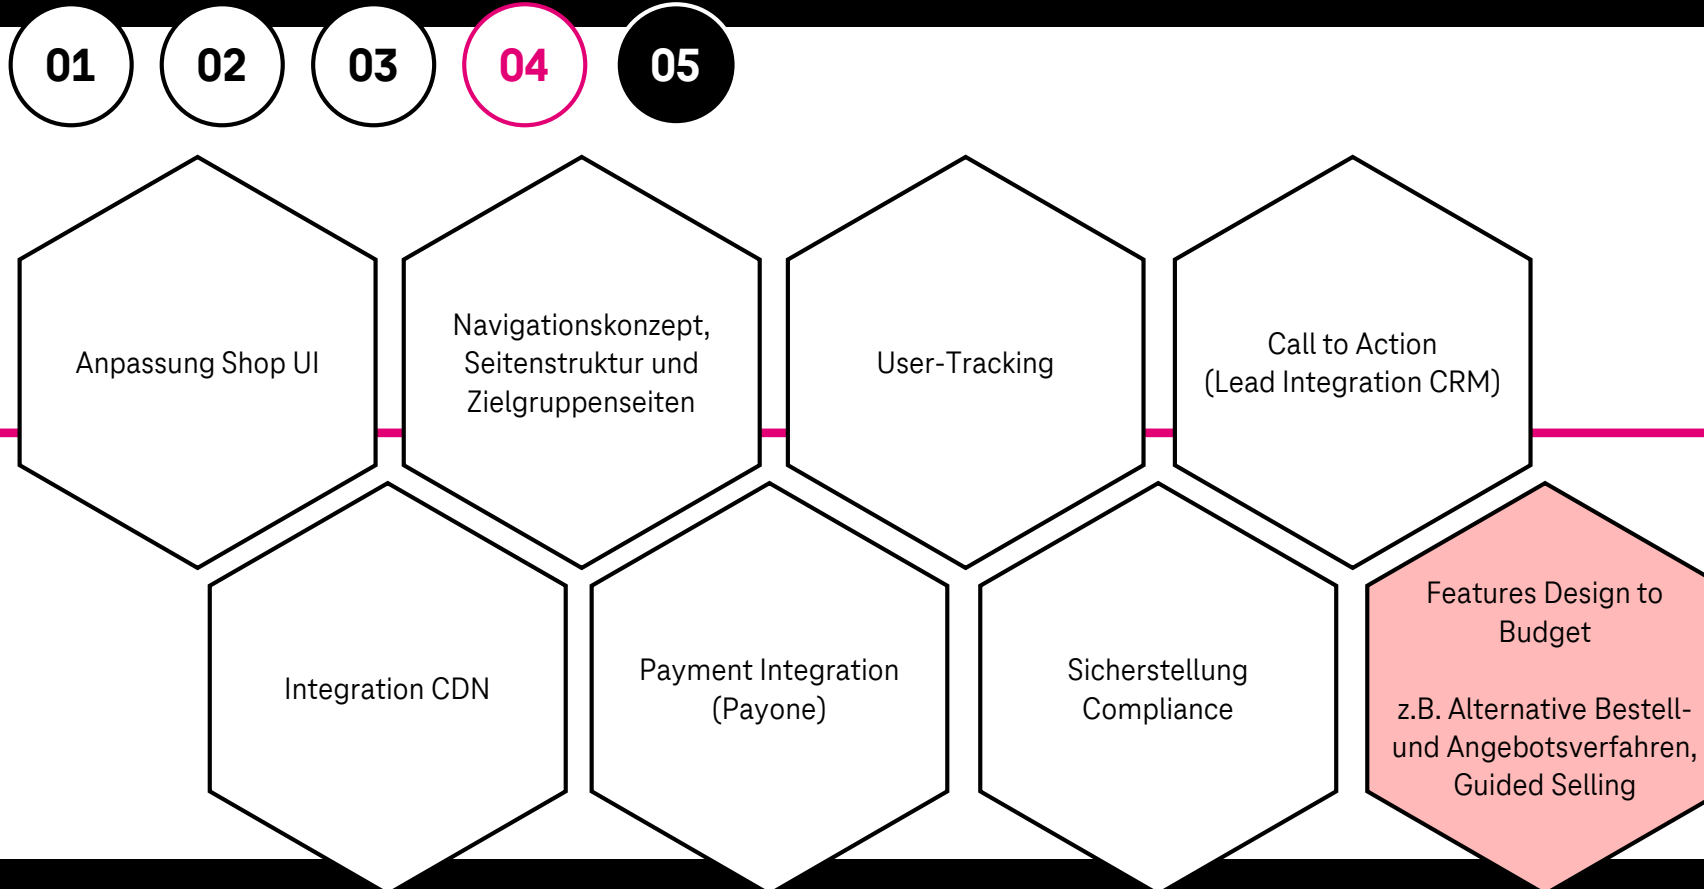 01
02
03
04
05
Anpassung Shop UI
Navigationskonzept,
Seitenstruktur und
Zielgruppenseiten
User-Tracking
Call to Action
(Lead Integration CRM)
Integration CDN
Payment Integration
(Payone)
Sicherstellung
Compliance
Features Design to
Budget
z.B. Alternative Bestell-
und Angebotsverfahren,
Guided Selling